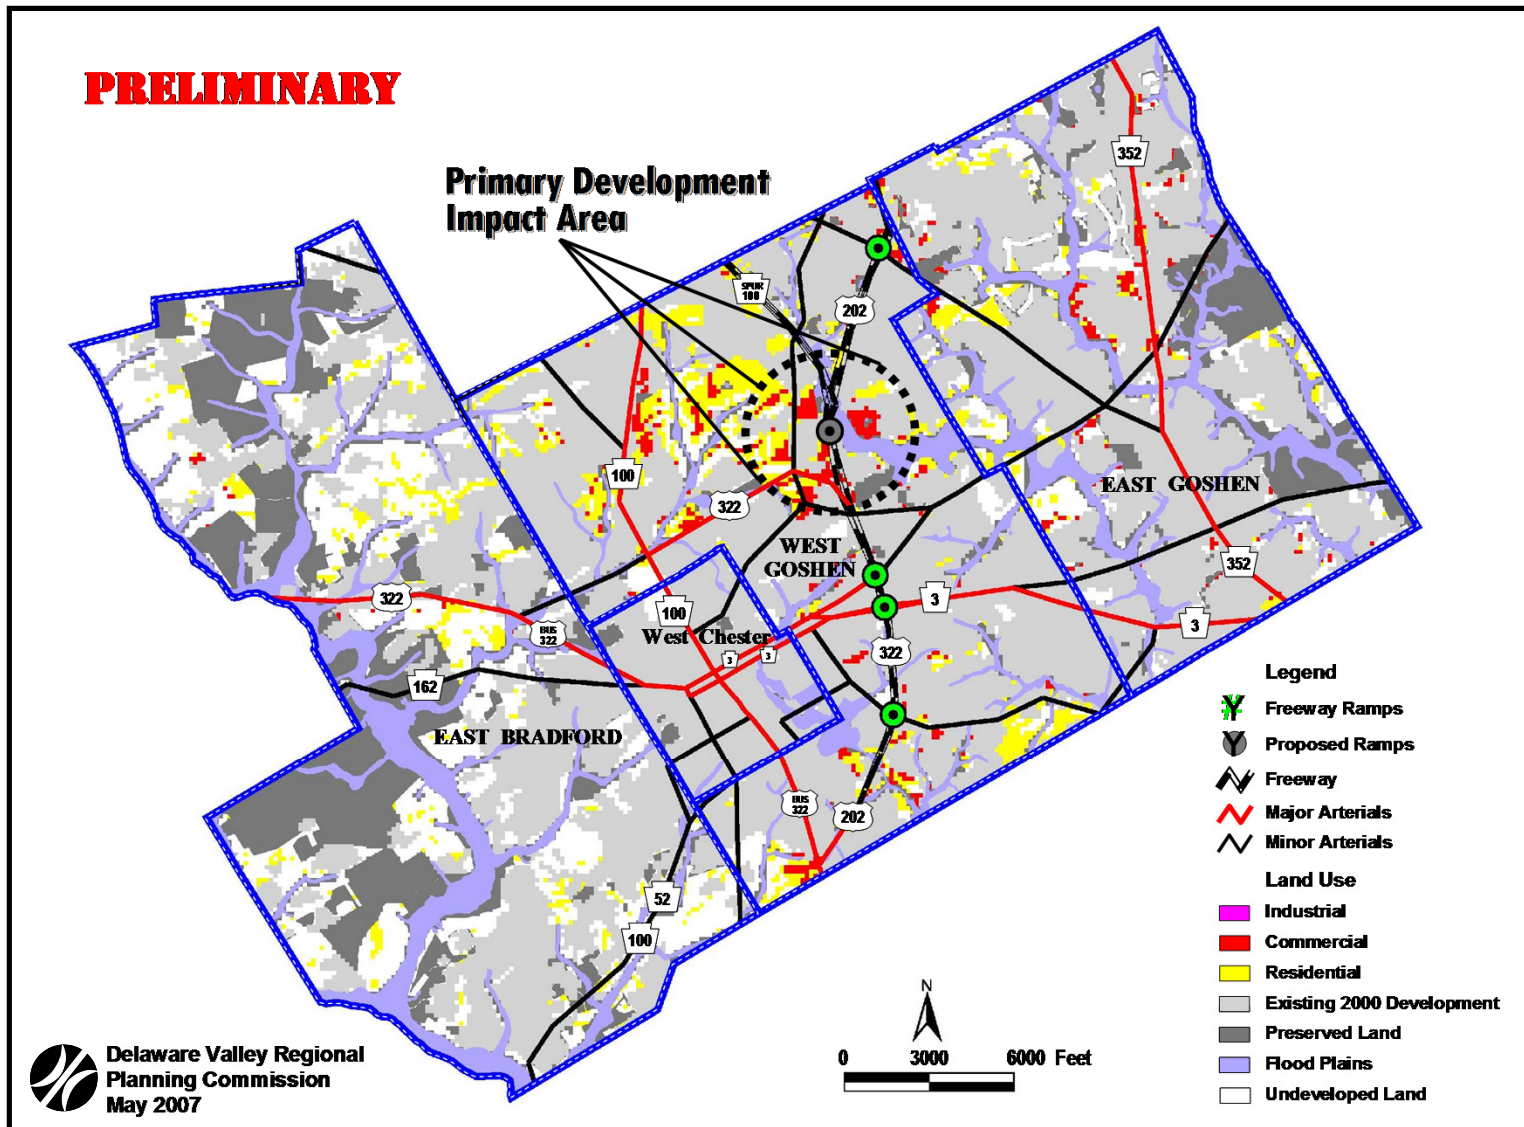 PRELIMINARY
Primary Development
Impact Area
352
SPUR
100
202
100
322
EAST GOSHEN
WEST
GOSHEN
352
322
3
BUS
322
100
West Chester
3
3
3
322
162
EAST BRADFORD
BUS
322
202
52
100
Legend
Freeway Ramps
Proposed Ramps
Freeway
Major Arterials
Minor Arterials
Land Use
Industrial
Commercial
Residential
Existing 2000 Development
Preserved Land
Flood Plains
Undeveloped Land
N
0 3000 6000 Feet
Delaware Valley Regional
Planning Commission
May 2007